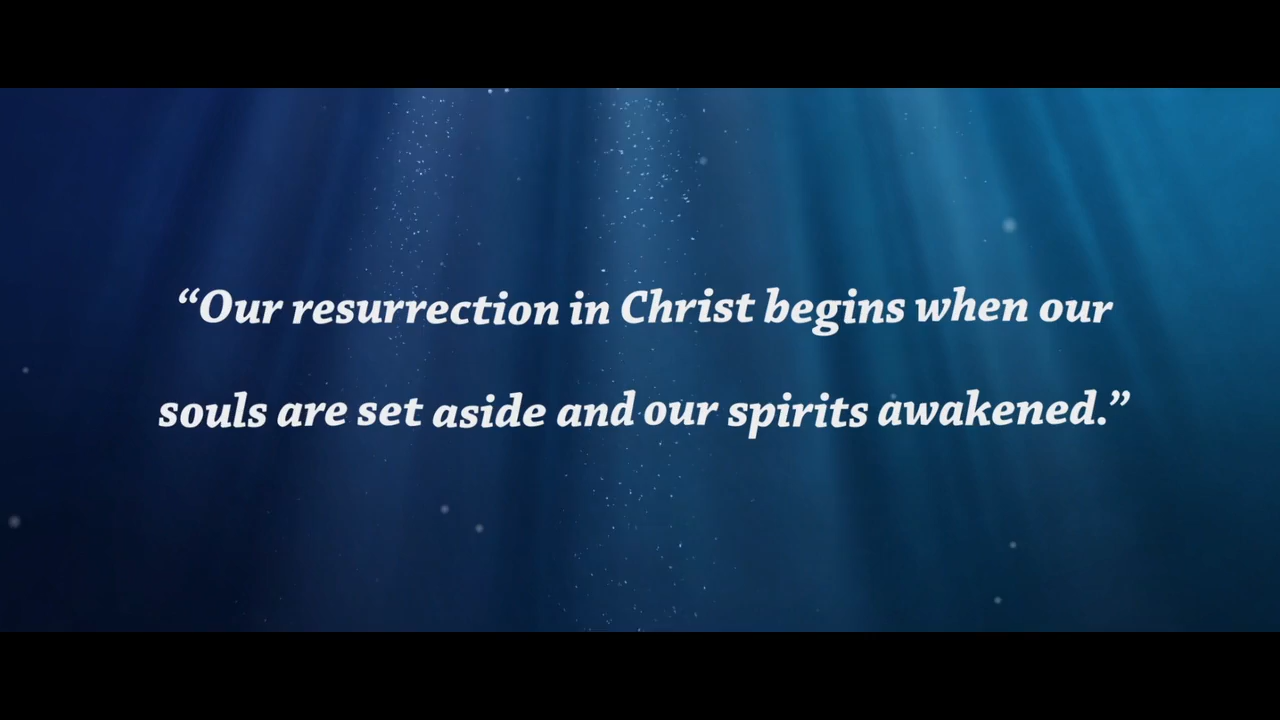 “Our resurrection in Christ begins when our
souls are set aside and our spirits awakened.”